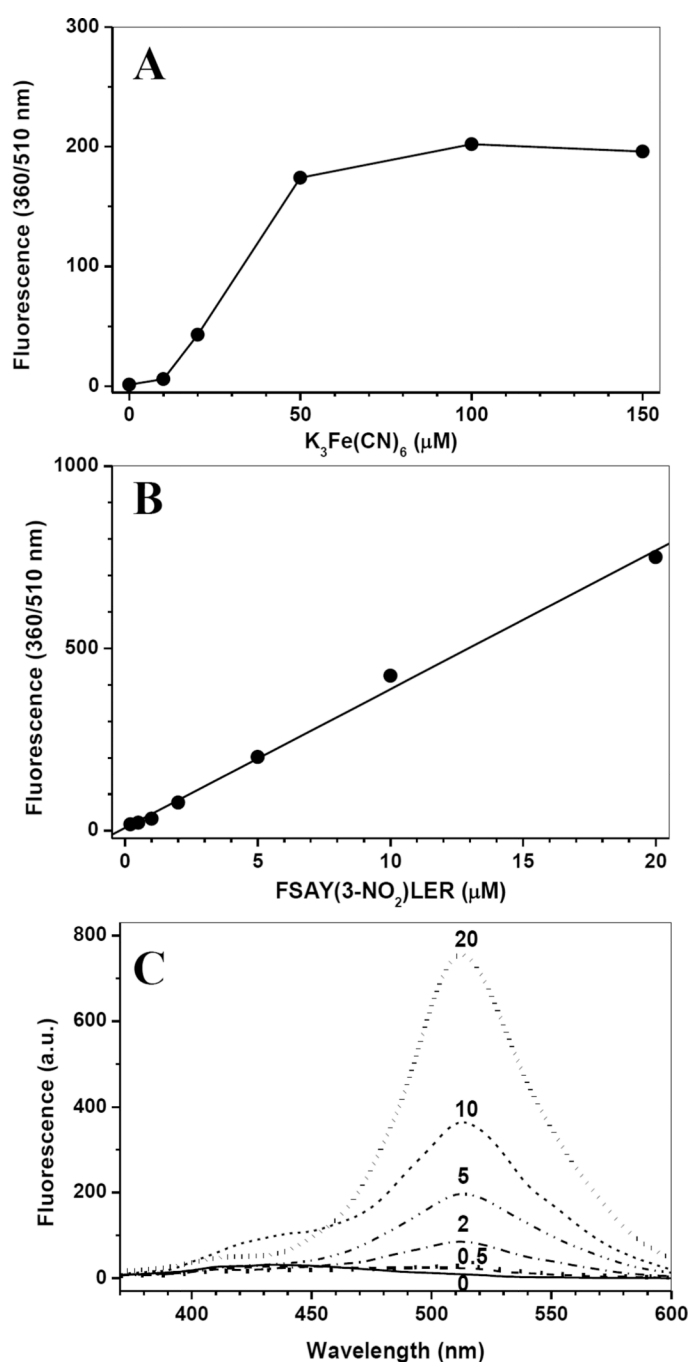 A
300
200
100
0
Fluorescence (360/510 nm)
0 50 100 150
K₃Fe(CN)₆ (μM)
B
1000
500
0
Fluorescence (360/510 nm)
0 5 10 15 20
FSAY(3-NO₂)LER (μM)
C
800
600
400
200
0
Fluorescence (a.u.)
20
10
5
2
0.5
0
400 450 500 550 600
Wavelength (nm)